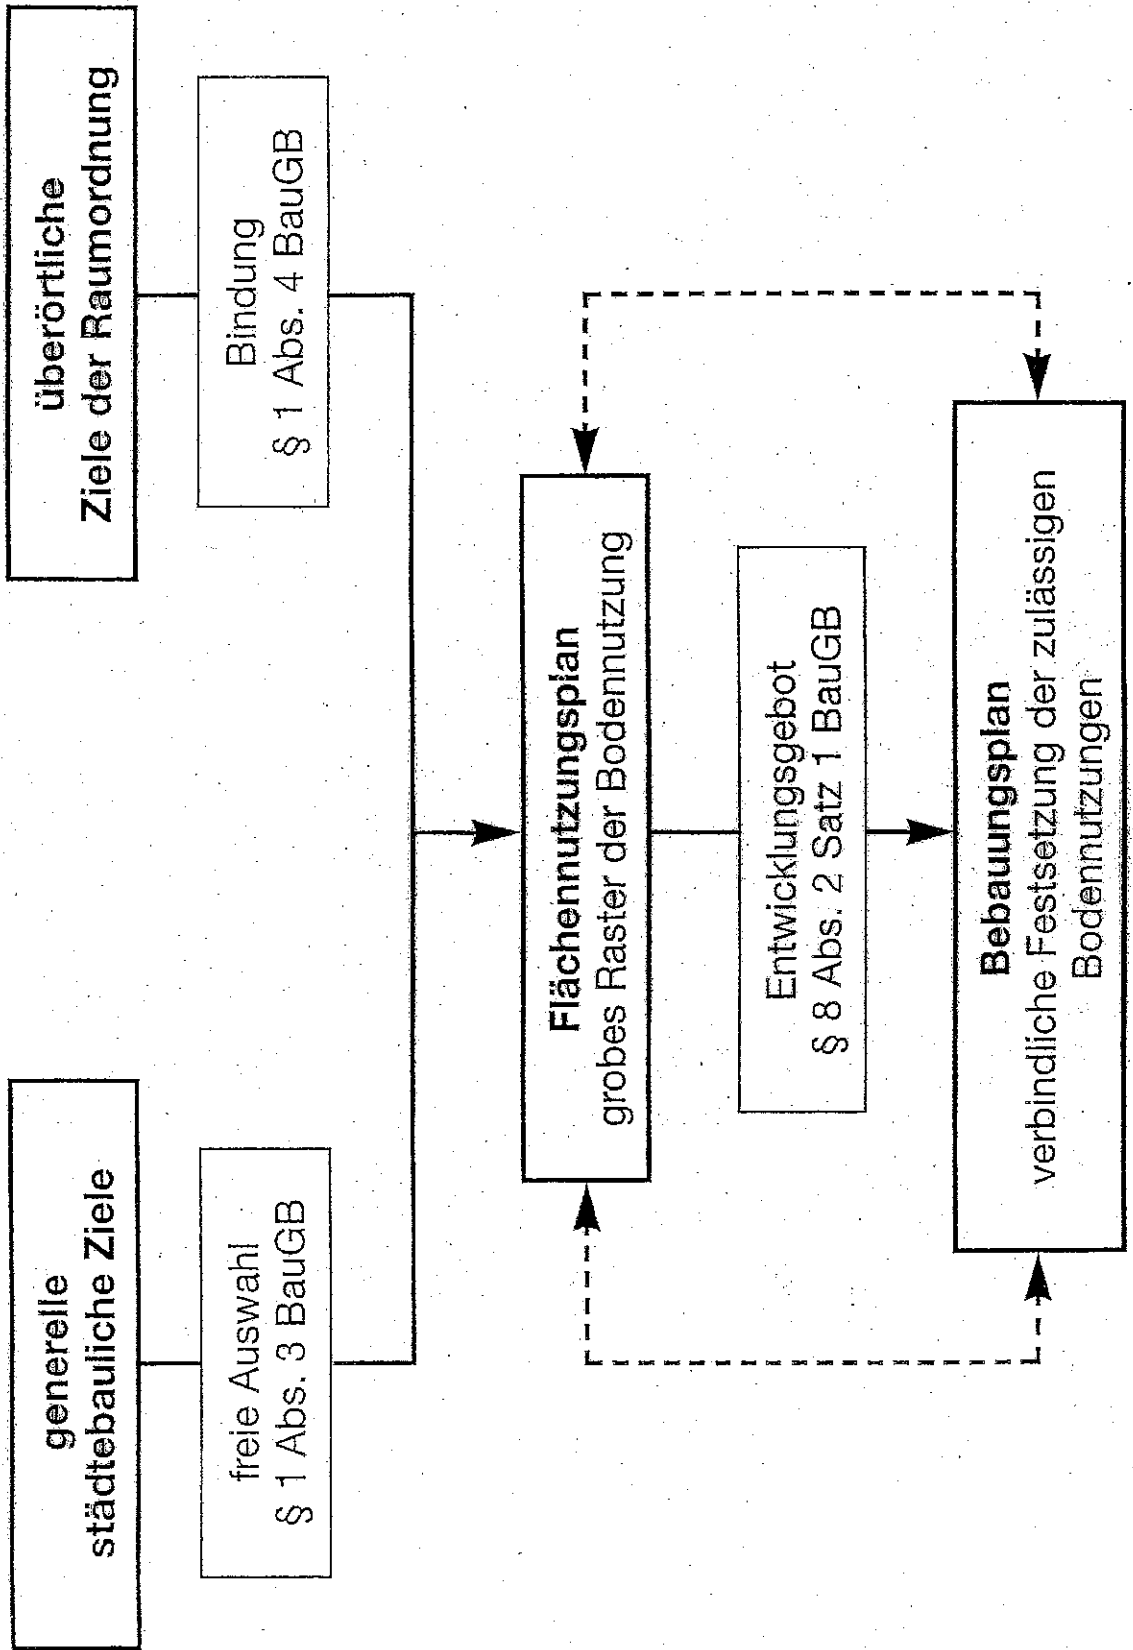 generelle
städtebauliche Ziele
überörtliche
Ziele der Raumordnung
freie Auswahl
§ 1 Abs. 3 BauGB
Bindung
§ 1 Abs. 4 BauGB
Flächennutzungsplan
grobes Raster der Bodennutzung
Entwicklungsgebot
§ 8 Abs. 2 Satz 1 BauGB
Bebauungsplan
verbindliche Festsetzung der zulässigen
Bodennutzungen